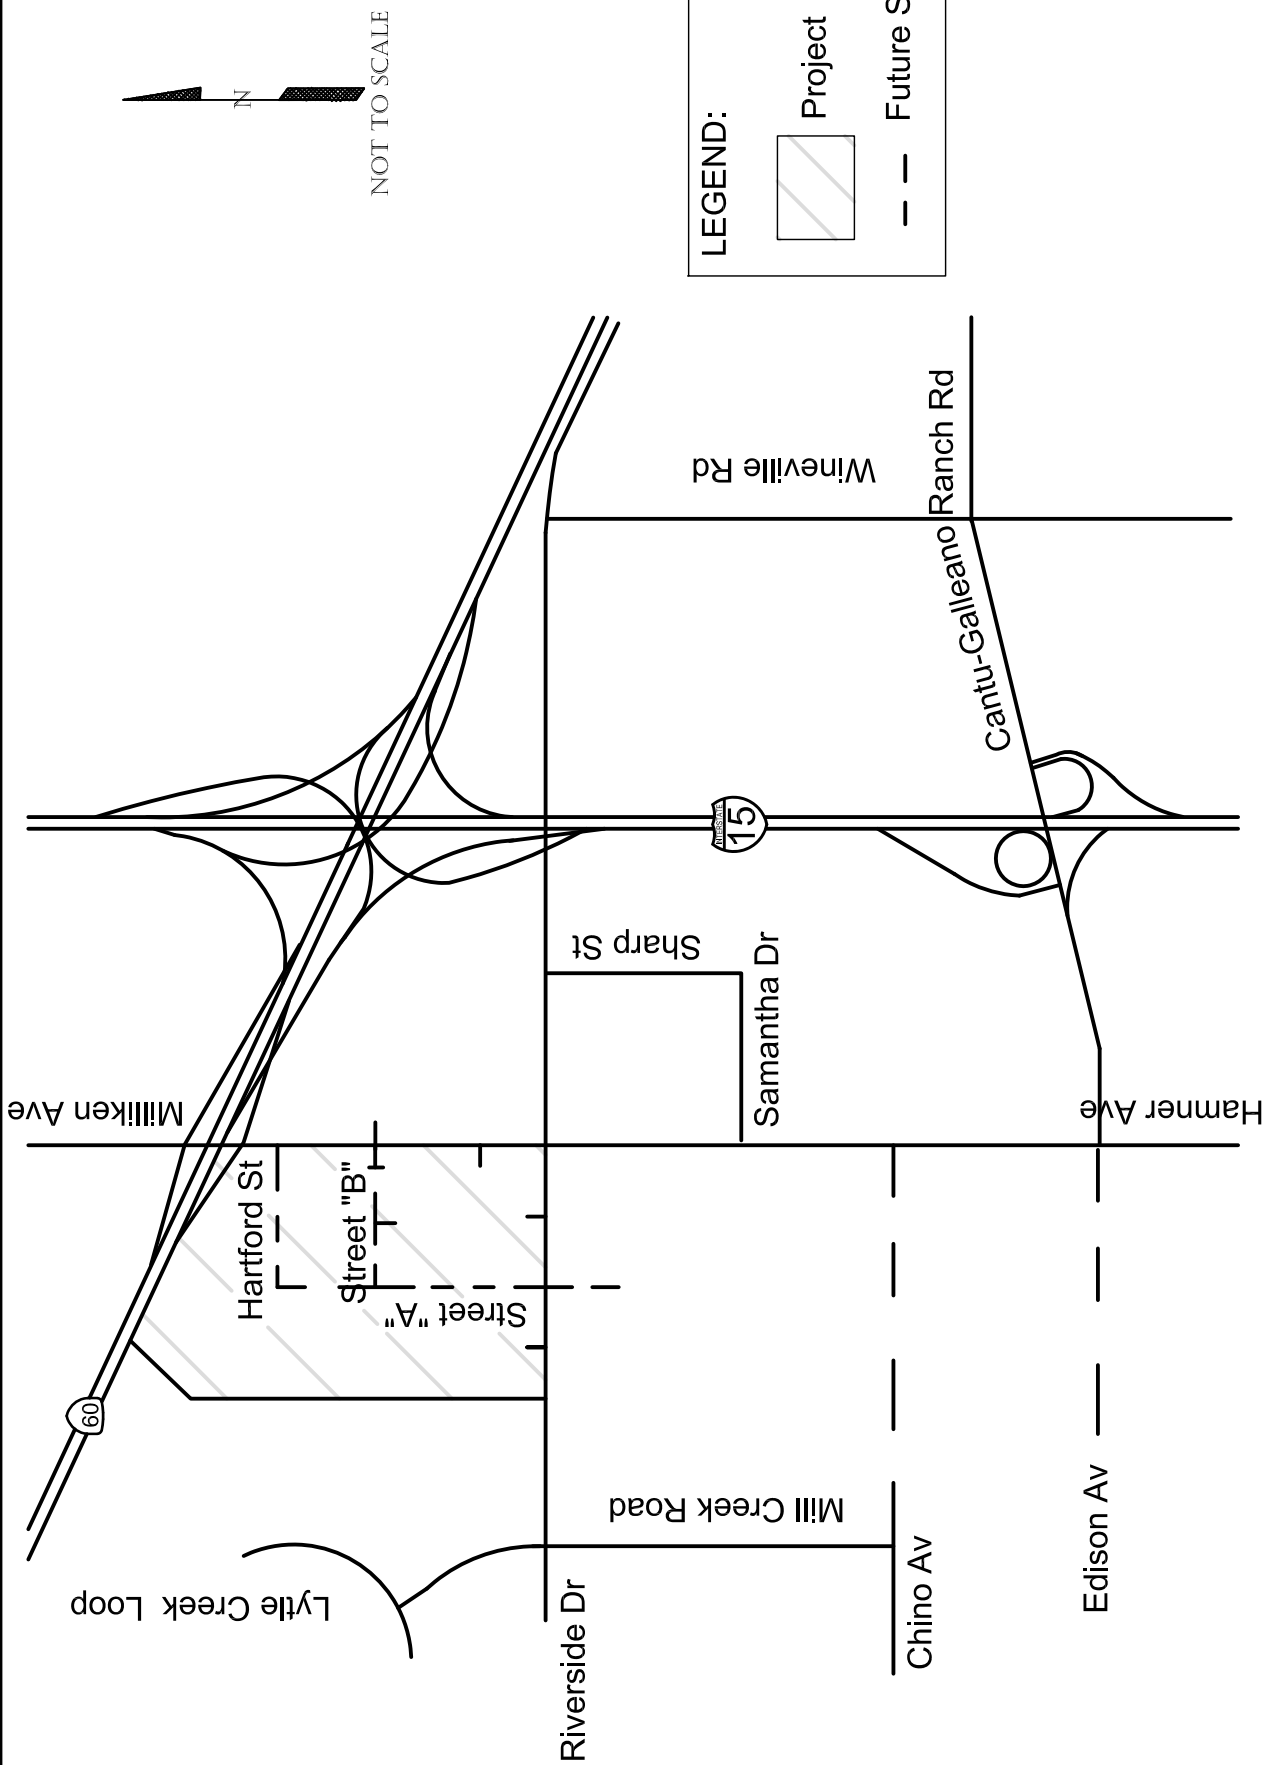 N
NOT TO SCALE
LEGEND:
Project
Future S
60
Milliken Ave
Hartford St
Street "B"
Street "A"
Lytle Creek Loop
Riverside Dr
Mill Creek Road
Sharp St
Samantha Dr
INTERSTATE
15
Wineville Rd
Cantu-Galleano Ranch Rd
Chino Av
Edison Av
Hamner Ave